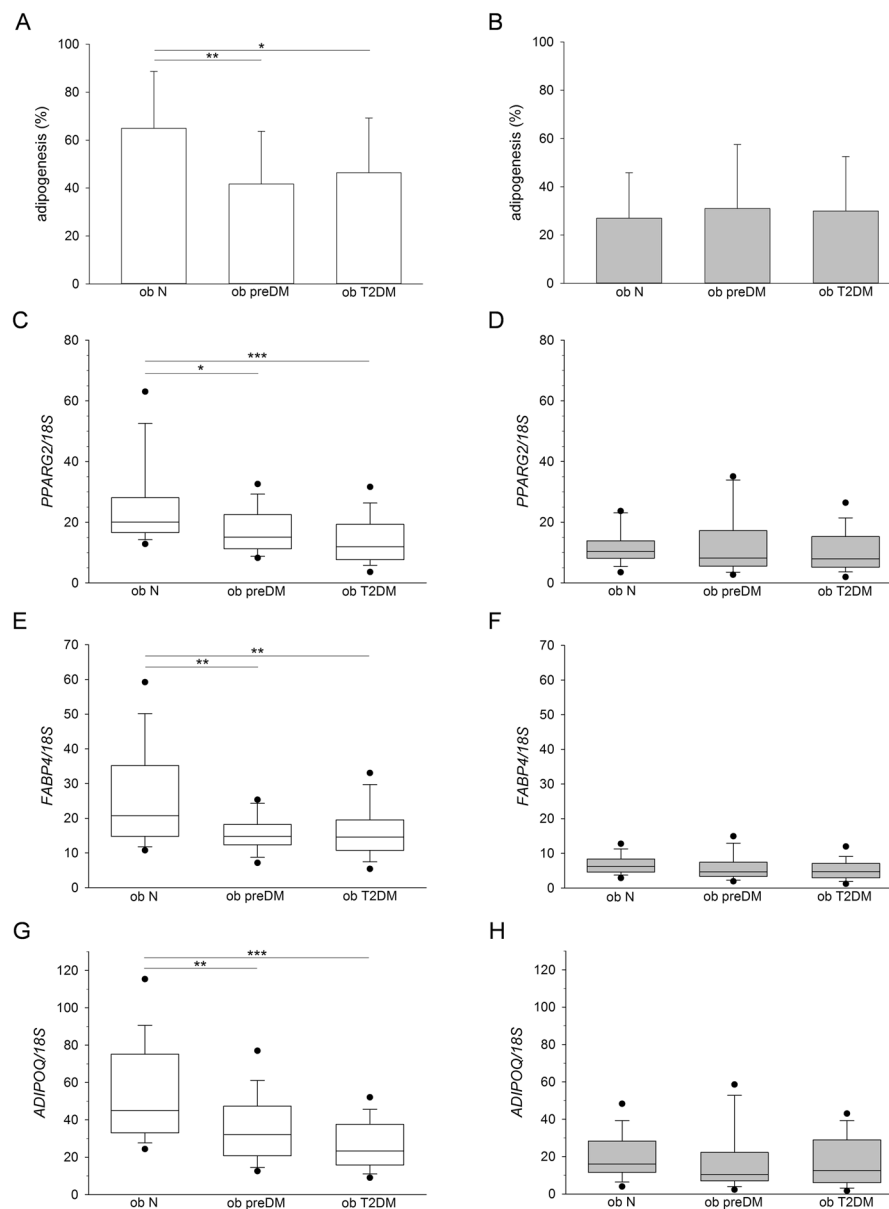 A
adipogenesis (%)
100
80
60
40
20
0
*
**
ob N ob preDM ob T2DM
B
adipogenesis (%)
100
80
60
40
20
0
ob N ob preDM ob T2DM
C
PPARG2/18S
80
60
40
20
0
***
*
ob N ob preDM ob T2DM
D
PPARG2/18S
80
60
40
20
0
ob N ob preDM ob T2DM
E
FABP4/18S
70
60
50
40
30
20
10
0
**
**
ob N ob preDM ob T2DM
F
FABP4/18S
70
60
50
40
30
20
10
0
ob N ob preDM ob T2DM
G
ADIPOQ/18S
120
100
80
60
40
20
0
***
**
ob N ob preDM ob T2DM
H
ADIPOQ/18S
120
100
80
60
40
20
0
ob N ob preDM ob T2DM